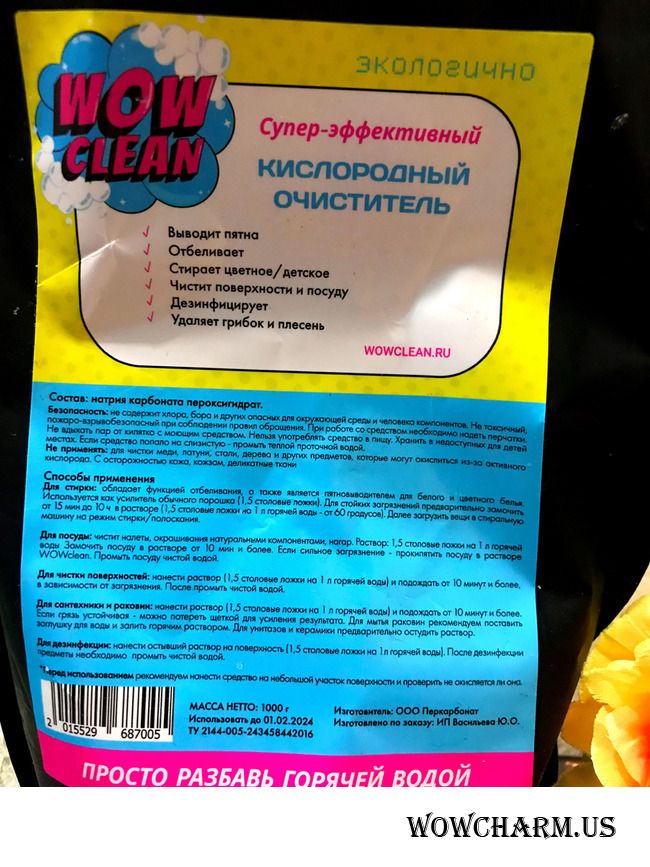 WOW
CLEAN
экологично
Супер-эффективный
КИСЛОРОДНЫЙ
ОЧИСТИТЕЛЬ
Выводит пятна
Отбеливает
Стирает цветное/детское
Чистит поверхности и посуду
Дезинфицирует
Удаляет грибок и плесень
WOWCLEAN.RU
Состав: натрия карбоната пероксигидрат.
Безопасность: не содержит хлора, бора и других опасных для окружающей среды и человека компонентов. Не токсичный,
пожаро-взрывобезопасный при соблюдении правил обращения. При работе со средством необходимо надеть перчатки.
Не вдыхать пар от кипятка с моющим средством. Нельзя употреблять средство в пищу. Хранить в недоступных для детей
местах. Если средство попало на слизистую - промыть теплой проточной водой.
Не применять: для чистки меди, латуни, стали, дерева и других предметов, которые могут окислиться из-за активного
кислорода. С осторожностью кожа, кожзам, деликатные ткани
Способы применения
Для стирки: обладает функцией отбеливания, а также является пятновыводителем для белого и цветного белья.
Используется как усилитель обычного порошка (1,5 столовые ложки). Для стойких загрязнений предварительно замочить
от 15 мин до 10 ч в растворе (1,5 столовые ложки на 1 л горячей воды - от 60 градусов). Далее загрузить вещи в стиральную
машину на режим стирки/полоскания.
Для посуды: чистит налеты, окрашивания натуральными компонентами, нагар. Раствор: 1,5 столовые ложки на 1 л горячей
воды Замочить посуду в растворе от 10 мин и более. Если сильное загрязнение - прокипятить посуду в растворе
WOWclean. Промыть посуду чистой водой.
Для чистки поверхностей: нанести раствор (1,5 столовые ложки на 1 л горячей воды) и подождать от 10 минут и более,
в зависимости от загрязнения. После промыть чистой водой.
Для сантехники и раковин: нанести раствор (1,5 столовые ложки на 1 л горячей воды) и подождать от 10 минут и более.
Если грязь устойчивая - можно потереть щеткой для усиления результата. Для мытья раковин рекомендуем поставить
заглушку для воды и залить горячим раствором. Для унитазов и керамики предварительно остудить раствор.
Для дезинфекции: нанести остывший раствор на поверхность (1,5 столовые ложки на 1л горячей воды). После дезинфекции
предметы необходимо промыть чистой водой.
*Перед использованием рекомендуем нанести средство на небольшой участок поверхности и проверить не окисляется ли она.
2 015529 687005
МАССА НЕТТО: 1000 г
Использовать до 01.02.2024
ТУ 2144-005-243458442016
Изготовитель: ООО Перкарбонат
Изготовлено по заказу: ИП Васильева Ю.О.
ПРОСТО РАЗБАВЬ ГОРЯЧЕЙ ВОДОЙ
WOWCHARM.US